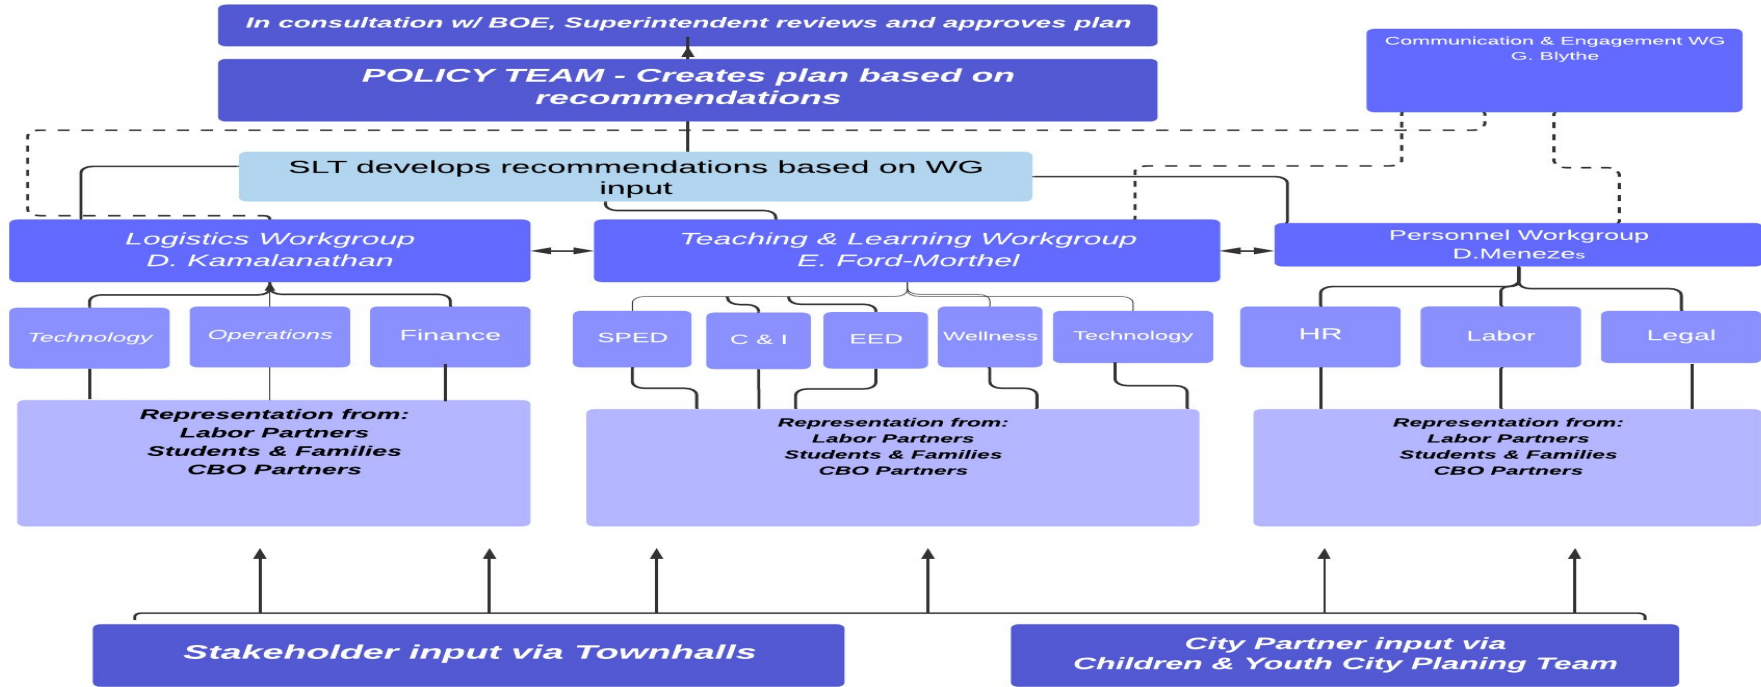 In consultation w/ BOE, Superintendent reviews and approves plan
Communication & Engagement WG
G. Blythe
POLICY TEAM - Creates plan based on
recommendations
SLT develops recommendations based on WG
input
Logistics Workgroup
D. Kamalanathan
Teaching & Learning Workgroup
E. Ford-Morthel
Personnel Workgroup
D.Menezes
Technology
Operations
Finance
SPED
C & I
EED
Wellness
Technology
HR
Labor
Legal
Representation from:
Labor Partners
Students & Families
CBO Partners
Representation from:
Labor Partners
Students & Families
CBO Partners
Representation from:
Labor Partners
Students & Families
CBO Partners
Stakeholder input via Townhalls
City Partner input via
Children & Youth City Planing Team